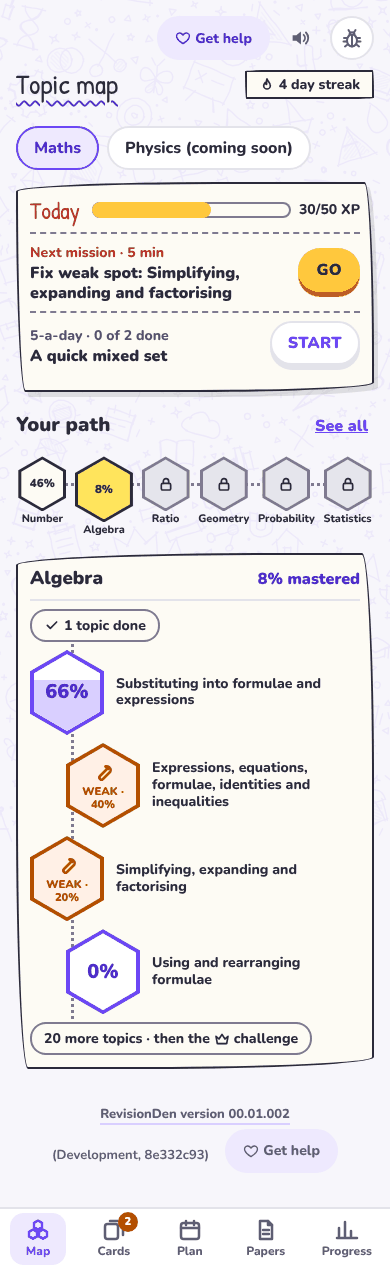 Get help
Topic map
4 day streak
Maths
Physics (coming soon)
Today
30/50 XP
Next mission · 5 min
Fix weak spot: Simplifying,
expanding and factorising
GO
5-a-day · 0 of 2 done
A quick mixed set
START
Your path
See all
46%
8%
Number
Algebra
Ratio
Geometry
Probability
Statistics
Algebra
8% mastered
1 topic done
66%
Substituting into formulae and
expressions
WEAK ·
40%
Expressions, equations,
formulae, identities and
inequalities
WEAK ·
20%
Simplifying, expanding and
factorising
0%
Using and rearranging
formulae
20 more topics · then the challenge
RevisionDen version 00.01.002
(Development, 8e332c93)
Get help
2
Map
Cards
Plan
Papers
Progress